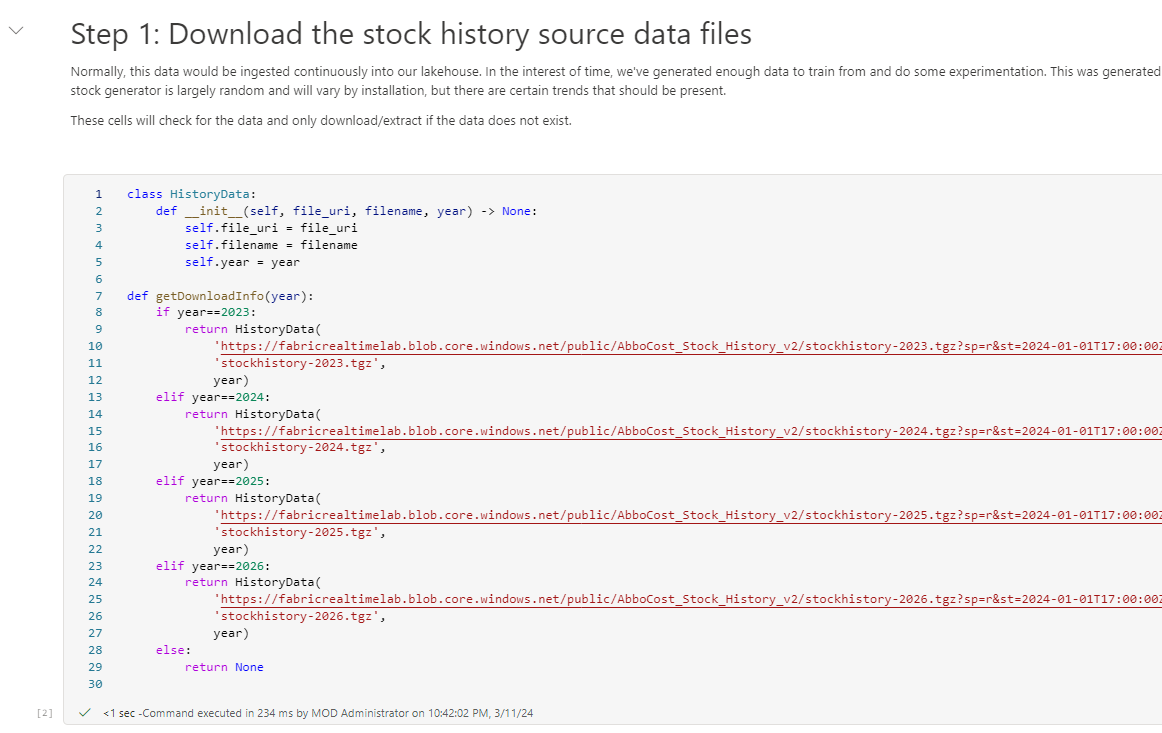 Step 1: Download the stock history source data files
Normally, this data would be ingested continuously into our lakehouse. In the interest of time, we've generated enough data to train from and do some experimentation. This was generated
stock generator is largely random and will vary by installation, but there are certain trends that should be present.
These cells will check for the data and only download/extract if the data does not exist.
1 class HistoryData:
2     def __init__(self, file_uri, filename, year) -> None:
3         self.file_uri = file_uri
4         self.filename = filename
5         self.year = year
6
7 def getDownloadInfo(year):
8     if year==2023:
9         return HistoryData(
10             'https://fabricrealtimelab.blob.core.windows.net/public/AbboCost_Stock_History_v2/stockhistory-2023.tgz?sp=r&st=2024-01-01T17:00:00Z
11             'stockhistory-2023.tgz',
12             year)
13     elif year==2024:
14         return HistoryData(
15             'https://fabricrealtimelab.blob.core.windows.net/public/AbboCost_Stock_History_v2/stockhistory-2024.tgz?sp=r&st=2024-01-01T17:00:00Z
16             'stockhistory-2024.tgz',
17             year)
18     elif year==2025:
19         return HistoryData(
20             'https://fabricrealtimelab.blob.core.windows.net/public/AbboCost_Stock_History_v2/stockhistory-2025.tgz?sp=r&st=2024-01-01T17:00:00Z
21             'stockhistory-2025.tgz',
22             year)
23     elif year==2026:
24         return HistoryData(
25             'https://fabricrealtimelab.blob.core.windows.net/public/AbboCost_Stock_History_v2/stockhistory-2026.tgz?sp=r&st=2024-01-01T17:00:00Z
26             'stockhistory-2026.tgz',
27             year)
28     else:
29         return None
30
[2] <1 sec -Command executed in 234 ms by MOD Administrator on 10:42:02 PM, 3/11/24